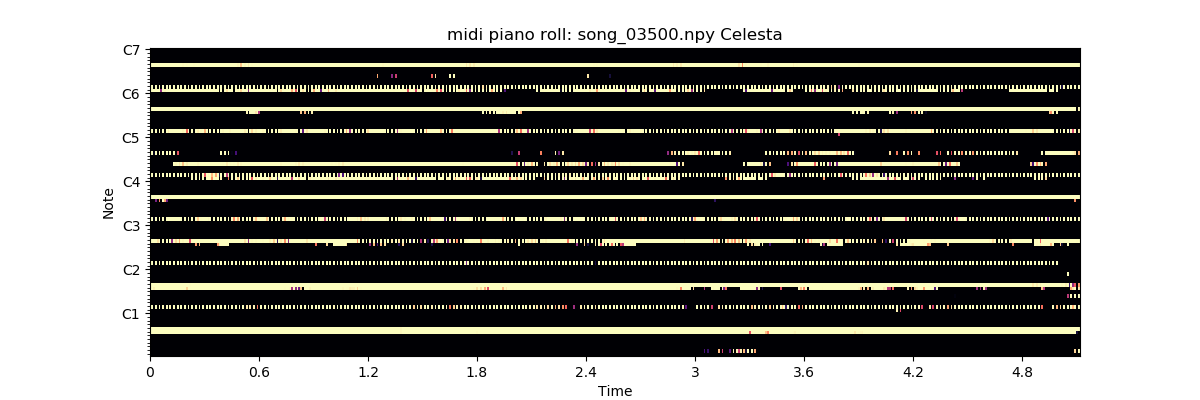 midi piano roll: song_03500.npy Celesta
C7
C6
C5
C4
C3
C2
C1
Note
0 0.6 1.2 1.8 2.4 3 3.6 4.2 4.8
Time